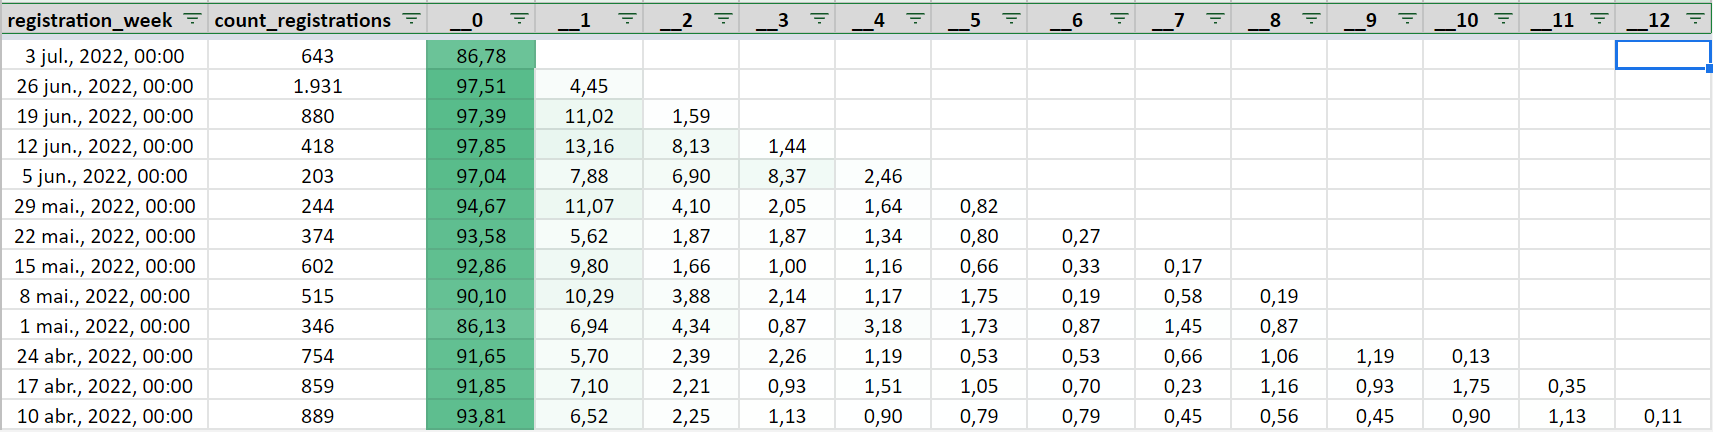 registration_week count_registrations __0 __1 __2 __3 __4 __5 __6 __7 __8 __9 __10 __11 __12
3 jul., 2022, 00:00 643 86,78
26 jun., 2022, 00:00 1.931 97,51 4,45
19 jun., 2022, 00:00 880 97,39 11,02 1,59
12 jun., 2022, 00:00 418 97,85 13,16 8,13 1,44
5 jun., 2022, 00:00 203 97,04 7,88 6,90 8,37 2,46
29 mai., 2022, 00:00 244 94,67 11,07 4,10 2,05 1,64 0,82
22 mai., 2022, 00:00 374 93,58 5,62 1,87 1,87 1,34 0,80 0,27
15 mai., 2022, 00:00 602 92,86 9,80 1,66 1,00 1,16 0,66 0,33 0,17
8 mai., 2022, 00:00 515 90,10 10,29 3,88 2,14 1,17 1,75 0,19 0,58 0,19
1 mai., 2022, 00:00 346 86,13 6,94 4,34 0,87 3,18 1,73 0,87 1,45 0,87
24 abr., 2022, 00:00 754 91,65 5,70 2,39 2,26 1,19 0,53 0,53 0,66 1,06 1,19 0,13
17 abr., 2022, 00:00 859 91,85 7,10 2,21 0,93 1,51 1,05 0,70 0,23 1,16 0,93 1,75 0,35
10 abr., 2022, 00:00 889 93,81 6,52 2,25 1,13 0,90 0,79 0,79 0,45 0,56 0,45 0,90 1,13 0,11